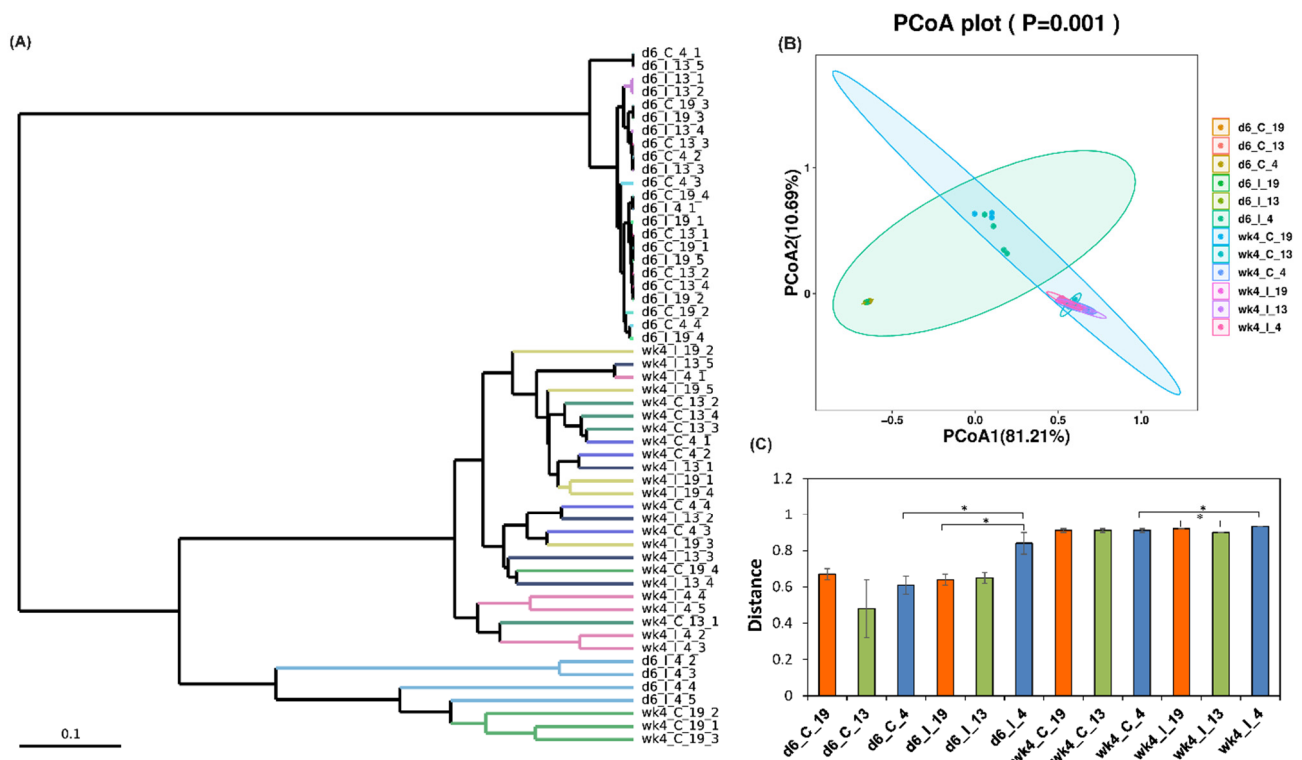 PCoA plot ( P=0.001 )
(A)
d6_C_4_1
d6_I_13_5
d6_I_13_1
d6_I_13_2
d6_C_19_3
d6_I_19_3
d6_I_13_4
d6_C_13_3
d6_C_4_2
d6_I_13_3
d6_C_4_3
d6_C_19_4
d6_I_4_1
d6_I_19_1
d6_C_13_1
d6_C_19_1
d6_I_19_5
d6_C_13_2
d6_C_13_4
d6_I_19_2
d6_C_19_2
d6_C_4_4
d6_I_19_4
wk4_I_19_2
wk4_I_13_5
wk4_I_4_1
wk4_I_19_5
wk4_C_13_2
wk4_C_13_4
wk4_C_13_3
wk4_C_4_1
wk4_C_4_2
wk4_I_13_1
wk4_I_19_1
wk4_I_19_4
wk4_C_4_4
wk4_I_13_2
wk4_C_4_3
wk4_I_19_3
wk4_I_13_3
wk4_C_19_4
wk4_I_13_4
wk4_I_4_4
wk4_I_4_5
wk4_C_13_1
wk4_I_4_2
wk4_I_4_3
d6_I_4_2
d6_I_4_3
d6_I_4_4
d6_I_4_5
wk4_C_19_2
wk4_C_19_1
wk4_C_19_3
0.1
(B)
PCoA2(10.69%)
1
0
-0.5
0.0
0.5
1.0
PCoA1(81.21%)
d6_C_19
d6_C_13
d6_C_4
d6_I_19
d6_I_13
d6_I_4
wk4_C_19
wk4_C_13
wk4_C_4
wk4_I_19
wk4_I_13
wk4_I_4
(C)
Distance
1.2
1
0.8
0.6
0.4
0.2
0
*
*
*
*
d6_C_19
d6_C_13
d6_C_4
d6_I_19
d6_I_13
d6_I_4
wk4_C_19
wk4_C_13
wk4_C_4
wk4_I_19
wk4_I_13
wk4_I_4